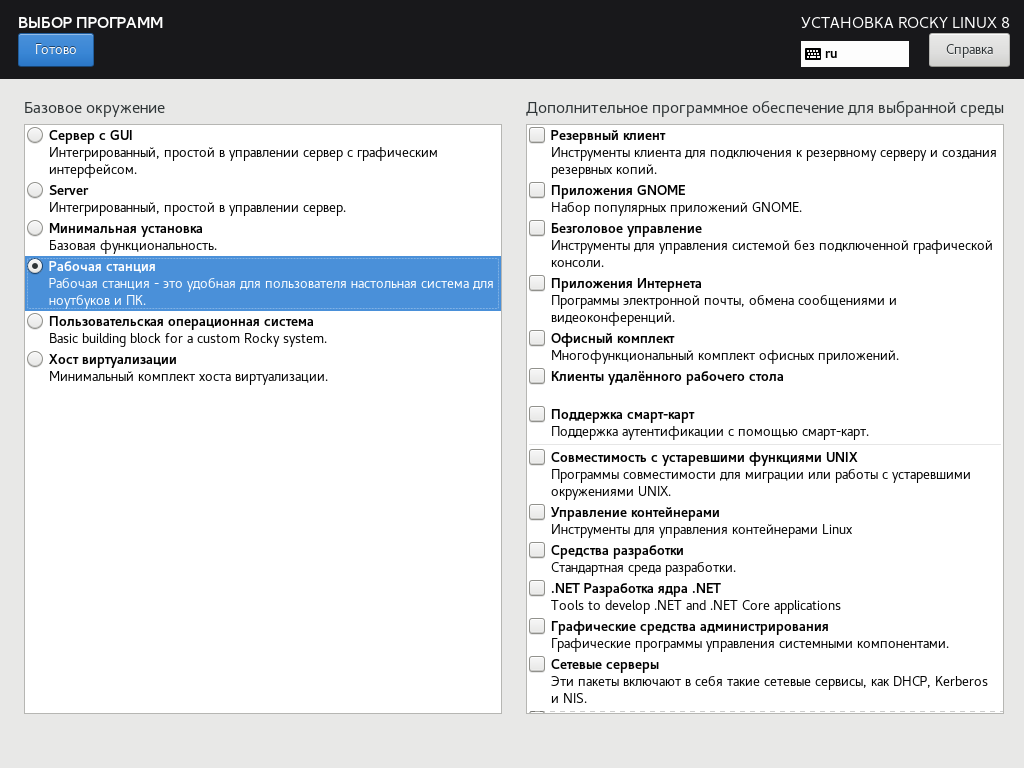 ВЫБОР ПРОГРАММ
УСТАНОВКА ROCKY LINUX 8
Готово
ru
Справка
Базовое окружение
Сервер с GUI
Интегрированный, простой в управлении сервер с графическим
интерфейсом.
Server
Интегрированный, простой в управлении сервер.
Минимальная установка
Базовая функциональность.
Рабочая станция
Рабочая станция - это удобная для пользователя настольная система для
ноутбуков и ПК.
Пользовательская операционная система
Basic building block for a custom Rocky system.
Хост виртуализации
Минимальный комплект хоста виртуализации.
Дополнительное программное обеспечение для выбранной среды
Резервный клиент
Инструменты клиента для подключения к резервному серверу и создания
резервных копий.
Приложения GNOME
Набор популярных приложений GNOME.
Безголовое управление
Инструменты для управления системой без подключенной графической
консоли.
Приложения Интернета
Программы электронной почты, обмена сообщениями и
видеоконференций.
Офисный комплект
Многофункциональный комплект офисных приложений.
Клиенты удалённого рабочего стола
Поддержка смарт-карт
Поддержка аутентификации с помощью смарт-карт.
Совместимость с устаревшими функциями UNIX
Программы совместимости для миграции или работы с устаревшими
окружениями UNIX.
Управление контейнерами
Инструменты для управления контейнерами Linux
Средства разработки
Стандартная среда разработки.
.NET Разработка ядра .NET
Tools to develop .NET and .NET Core applications
Графические средства администрирования
Графические программы управления системными компонентами.
Сетевые серверы
Эти пакеты включают в себя такие сетевые сервисы, как DHCP, Kerberos
и NIS.